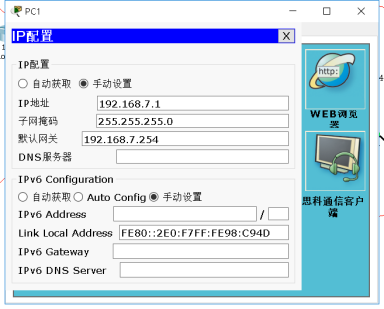 PC1
IP配置
X
IP配置
自动获取 手动设置
IP地址 192.168.7.1
子网掩码 255.255.255.0
默认网关 192.168.7.254
DNS服务器
IPv6 Configuration
自动获取 Auto Config 手动设置
IPv6 Address /
Link Local Address FE80::2E0:F7FF:FE98:C94D
IPv6 Gateway
IPv6 DNS Server
http:
WEB浏览
器
思科通信客户
端